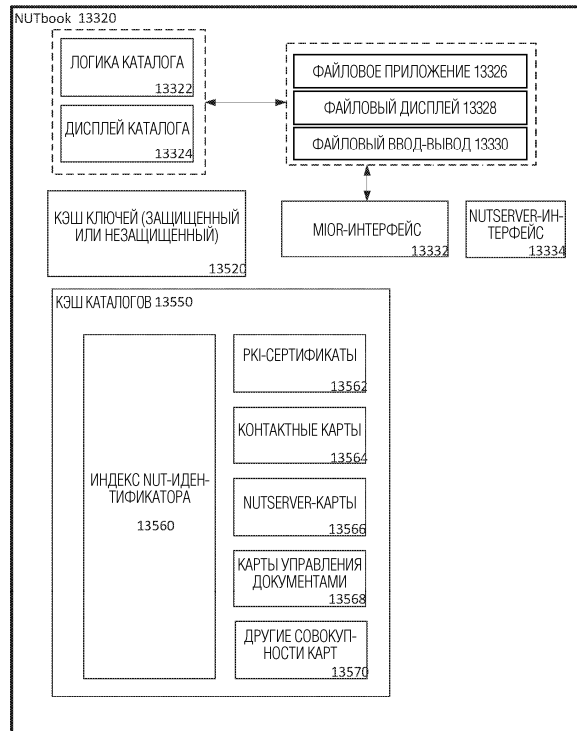 NUTbook 13320
ЛОГИКА КАТАЛОГА
13322
ДИСПЛЕЙ КАТАЛОГА
13324
ФАЙЛОВОЕ ПРИЛОЖЕНИЕ 13326
ФАЙЛОВЫЙ ДИСПЛЕЙ 13328
ФАЙЛОВЫЙ ВВОД-ВЫВОД 13330
КЭШ КЛЮЧЕЙ (ЗАЩИЩЕННЫЙ
ИЛИ НЕЗАЩИЩЕННЫЙ)
13520
MIOR-ИНТЕРФЕЙС
13332
NUTSERVER-ИН-
ТЕРФЕЙС
13334
КЭШ КАТАЛОГОВ 13550
ИНДЕКС NUT-ИДЕН-
ТИФИКАТОРА
13560
PKI-СЕРТИФИКАТЫ
13562
КОНТАКТНЫЕ КАРТЫ
13564
NUTSERVER-КАРТЫ
13566
КАРТЫ УПРАВЛЕНИЯ
ДОКУМЕНТАМИ
13568
ДРУГИЕ СОВОКУП-
НОСТИ КАРТ
13570